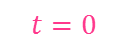 t = 0